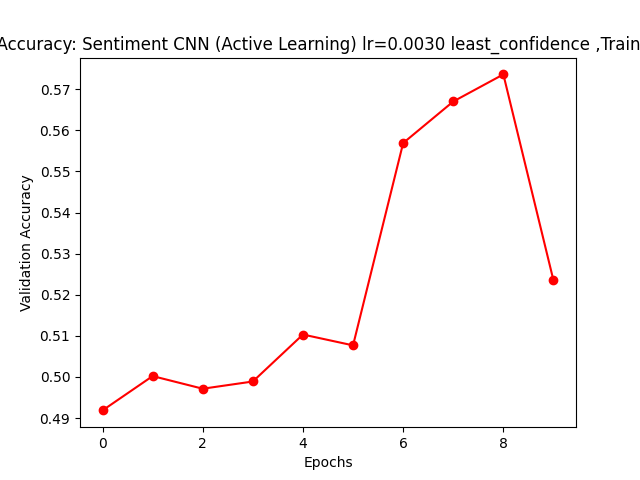 Accuracy: Sentiment CNN (Active Learning) lr=0.0030 least_confidence ,Train
0.57
0.56
0.55
0.54
0.53
0.52
0.51
0.50
0.49
Validation Accuracy
0 2 4 6 8
Epochs